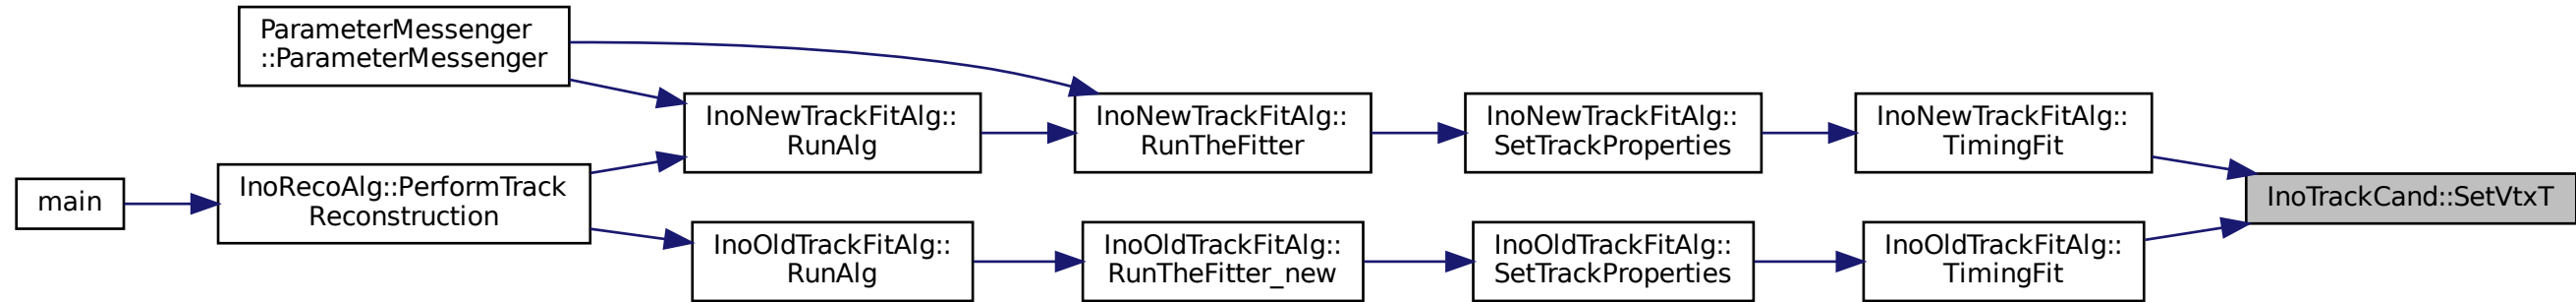 ParameterMessenger
::ParameterMessenger
main
InoRecoAlg::PerformTrack
Reconstruction
InoNewTrackFitAlg::
RunAlg
InoOldTrackFitAlg::
RunAlg
InoNewTrackFitAlg::
RunTheFitter
InoOldTrackFitAlg::
RunTheFitter_new
InoNewTrackFitAlg::
SetTrackProperties
InoOldTrackFitAlg::
SetTrackProperties
InoNewTrackFitAlg::
TimingFit
InoOldTrackFitAlg::
TimingFit
InoTrackCand::SetVtxT